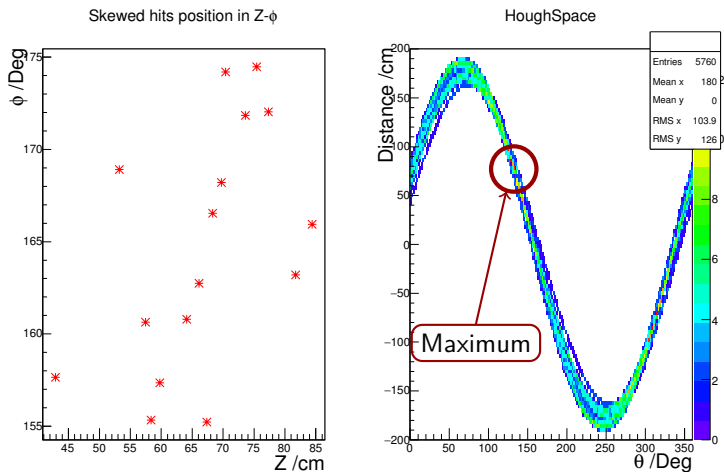 Skewed hits position in Z-ϕ
ϕ /Deg
175
170
165
160
155
45 50 55 60 65 70 75 80 85
Z /cm
HoughSpace
Distance /cm
200
150
100
50
0
−50
−100
−150
−200
0 50 100 150 200 250 300 350
θ /Deg
Entries 5760
Mean x 180
Mean y 0
RMS x 103.9
RMS y 126
Maximum
8
6
4
2
0